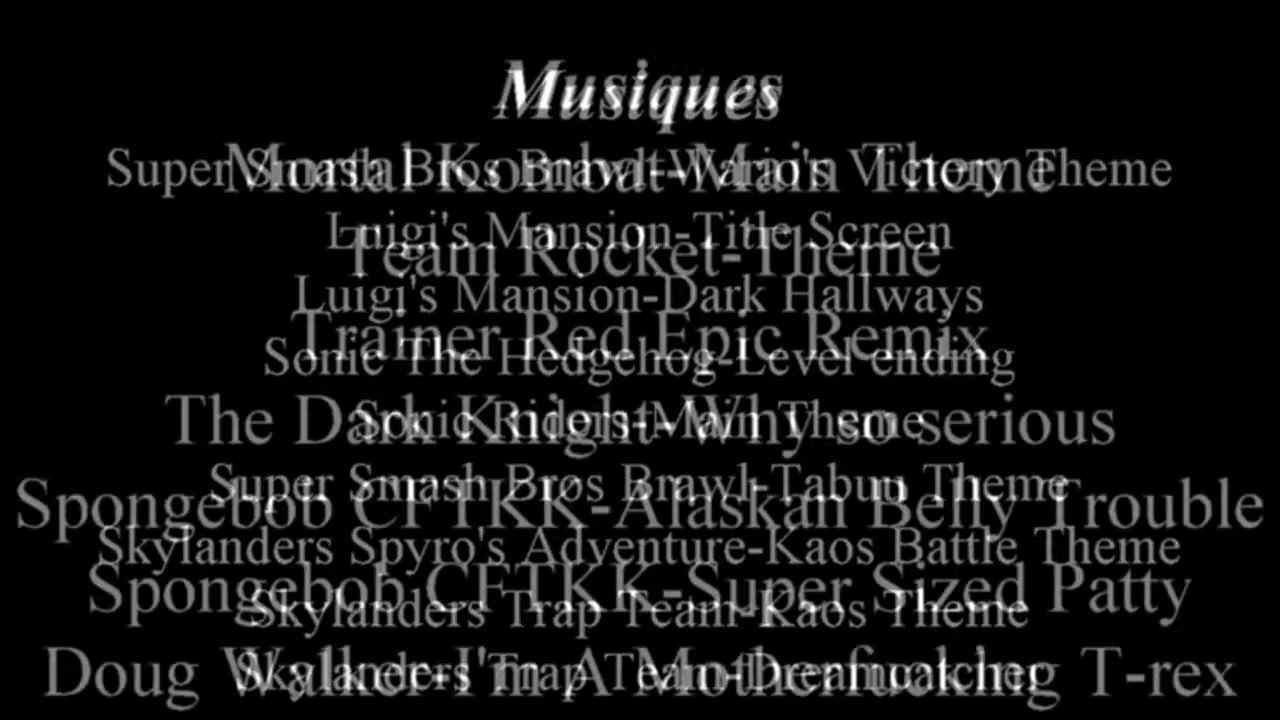 Musiques
Super Smash Bros Brawl-Wario's Victory Theme
Mortal Kombat-Main Theme
Luigi's Mansion-Title Screen
Team Rocket-Theme
Luigi's Mansion-Dark Hallways
Trainer Red Epic Remix
Sonic The Hedgehog-Level ending
The Dark Knight-Why so serious
Sonic Riders-Main Theme
Super Smash Bros Brawl-Tabuu Theme
Spongebob CFTKK-Alaskan Belly Trouble
Skylanders Spyro's Adventure-Kaos Battle Theme
Spongebob CFTKK-Super Sized Patty
Skylanders Trap Team-Kaos Theme
Doug Walker-I'm A Motherfucking T-rex
Skylanders Trap Team-Dreamcatcher